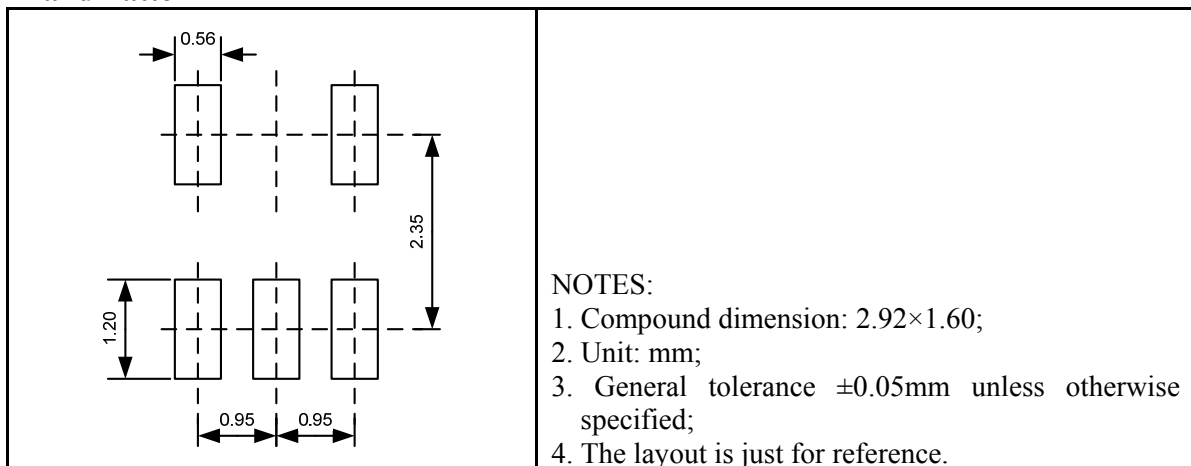 0.56
2.35
1.20
0.95 0.95
NOTES:
1. Compound dimension: 2.92×1.60;
2. Unit: mm;
3. General tolerance ±0.05mm unless otherwise
specified;
4. The layout is just for reference.